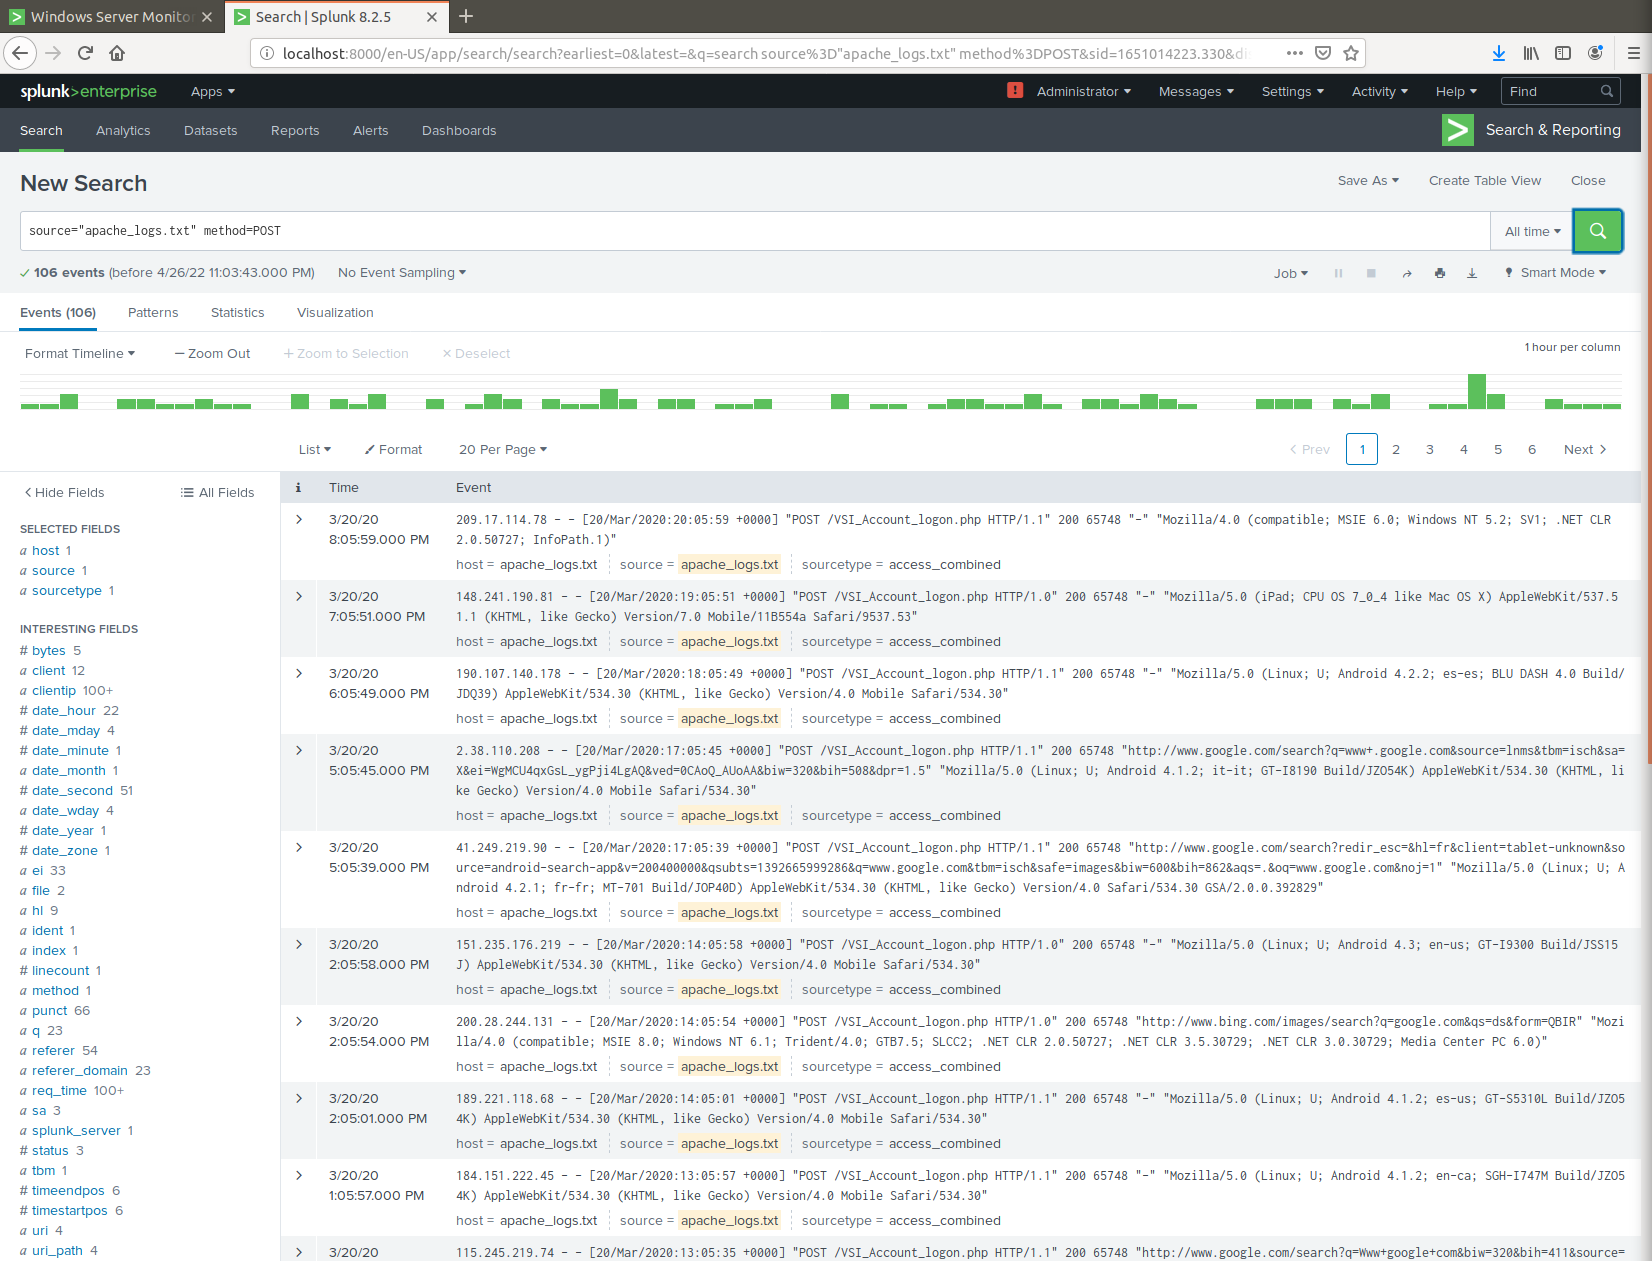 Windows Server Monito
Search | Splunk 8.2.5
localhost:8000/en-US/app/search/search?earliest=0&latest=&q=search source%3D"apache_logs.txt" method%3DPOST&sid=1651014223.330&di
splunk>enterprise Apps
Administrator Messages Settings Activity Help Find
Search Analytics Datasets Reports Alerts Dashboards
Search & Reporting
New Search
Save As Create Table View Close
source="apache_logs.txt" method=POST
All time
106 events (before 4/26/22 11:03:43.000 PM) No Event Sampling
Job Smart Mode
Events (106) Patterns Statistics Visualization
Format Timeline — Zoom Out + Zoom to Selection × Deselect
1 hour per column
List Format 20 Per Page
< Prev 1 2 3 4 5 6 Next >
< Hide Fields All Fields
SELECTED FIELDS
a host 1
a source 1
a sourcetype 1
INTERESTING FIELDS
# bytes 5
a client 12
a clientip 100+
# date_hour 22
# date_mday 4
# date_minute 1
a date_month 1
# date_second 51
a date_wday 4
# date_year 1
# date_zone 1
a ei 33
a file 2
a hl 9
a ident 1
a index 1
# linecount 1
a method 1
a punct 66
a q 23
a referer 54
a referer_domain 23
a req_time 100+
a sa 3
a splunk_server 1
# status 3
a tbm 1
# timeendpos 6
# timestartpos 6
a uri 4
a uri_path 4
i Time Event
3/20/20
8:05:59.000 PM
209.17.114.78 - - [20/Mar/2020:20:05:59 +0000] "POST /VSI_Account_logon.php HTTP/1.1" 200 65748 "-" "Mozilla/4.0 (compatible; MSIE 6.0; Windows NT 5.2; SV1; .NET CLR
2.0.50727; InfoPath.1)"
host = apache_logs.txt source = apache_logs.txt sourcetype = access_combined
3/20/20
7:05:51.000 PM
148.241.190.81 - - [20/Mar/2020:19:05:51 +0000] "POST /VSI_Account_logon.php HTTP/1.0" 200 65748 "-" "Mozilla/5.0 (iPad; CPU OS 7_0_4 like Mac OS X) AppleWebKit/537.5
1.1 (KHTML, like Gecko) Version/7.0 Mobile/11B554a Safari/9537.53"
host = apache_logs.txt source = apache_logs.txt sourcetype = access_combined
3/20/20
6:05:49.000 PM
190.107.140.178 - - [20/Mar/2020:18:05:49 +0000] "POST /VSI_Account_logon.php HTTP/1.1" 200 65748 "-" "Mozilla/5.0 (Linux; U; Android 4.2.2; es-es; BLU DASH 4.0 Build/
JDQ39) AppleWebKit/534.30 (KHTML, like Gecko) Version/4.0 Mobile Safari/534.30"
host = apache_logs.txt source = apache_logs.txt sourcetype = access_combined
3/20/20
5:05:45.000 PM
2.38.110.208 - - [20/Mar/2020:17:05:45 +0000] "POST /VSI_Account_logon.php HTTP/1.1" 200 65748 "http://www.google.com/search?q=www+.google.com&source=lnms&tbm=isch&sa=
X&ei=WgMCU4qxGsL_ygPji4LgAQ&ved=0CAoQ_AUoAA&biw=320&bih=508&dpr=1.5" "Mozilla/5.0 (Linux; U; Android 4.1.2; it-it; GT-I8190 Build/JZO54K) AppleWebKit/534.30 (KHTML, li
ke Gecko) Version/4.0 Mobile Safari/534.30"
host = apache_logs.txt source = apache_logs.txt sourcetype = access_combined
3/20/20
5:05:39.000 PM
41.249.219.90 - - [20/Mar/2020:17:05:39 +0000] "POST /VSI_Account_logon.php HTTP/1.1" 200 65748 "http://www.google.com/search?redir_esc=&hl=fr&client=tablet-unknown&so
urce=android-search-app&v=200400000&qsubts=1392665999286&q=www.google.com&tbm=isch&safe=images&biw=600&bih=862&aqs=.&oq=www.google.com&noj=1" "Mozilla/5.0 (Linux; U; A
ndroid 4.2.1; fr-fr; MT-701 Build/JOP40D) AppleWebKit/534.30 (KHTML, like Gecko) Version/4.0 Safari/534.30 GSA/2.0.0.392829"
host = apache_logs.txt source = apache_logs.txt sourcetype = access_combined
3/20/20
2:05:58.000 PM
151.235.176.219 - - [20/Mar/2020:14:05:58 +0000] "POST /VSI_Account_logon.php HTTP/1.0" 200 65748 "-" "Mozilla/5.0 (Linux; U; Android 4.3; en-us; GT-I9300 Build/JSS15
J) AppleWebKit/534.30 (KHTML, like Gecko) Version/4.0 Mobile Safari/534.30"
host = apache_logs.txt source = apache_logs.txt sourcetype = access_combined
3/20/20
2:05:54.000 PM
200.28.244.131 - - [20/Mar/2020:14:05:54 +0000] "POST /VSI_Account_logon.php HTTP/1.0" 200 65748 "http://www.bing.com/images/search?q=google.com&qs=ds&form=QBIR" "Mozi
lla/4.0 (compatible; MSIE 8.0; Windows NT 6.1; Trident/4.0; GTB7.5; SLCC2; .NET CLR 2.0.50727; .NET CLR 3.5.30729; .NET CLR 3.0.30729; Media Center PC 6.0)"
host = apache_logs.txt source = apache_logs.txt sourcetype = access_combined
3/20/20
2:05:01.000 PM
189.221.118.68 - - [20/Mar/2020:14:05:01 +0000] "POST /VSI_Account_logon.php HTTP/1.1" 200 65748 "-" "Mozilla/5.0 (Linux; U; Android 4.1.2; es-us; GT-S5310L Build/JZO5
4K) AppleWebKit/534.30 (KHTML, like Gecko) Version/4.0 Mobile Safari/534.30"
host = apache_logs.txt source = apache_logs.txt sourcetype = access_combined
3/20/20
1:05:57.000 PM
184.151.222.45 - - [20/Mar/2020:13:05:57 +0000] "POST /VSI_Account_logon.php HTTP/1.1" 200 65748 "-" "Mozilla/5.0 (Linux; U; Android 4.1.2; en-ca; SGH-I747M Build/JZO5
4K) AppleWebKit/534.30 (KHTML, like Gecko) Version/4.0 Mobile Safari/534.30"
host = apache_logs.txt source = apache_logs.txt sourcetype = access_combined
3/20/20
115.245.219.74 - - [20/Mar/2020:13:05:35 +0000] "POST /VSI_Account_logon.php HTTP/1.1" 200 65748 "http://www.google.com/search?q=Www+google+com&biw=320&bih=411&source=